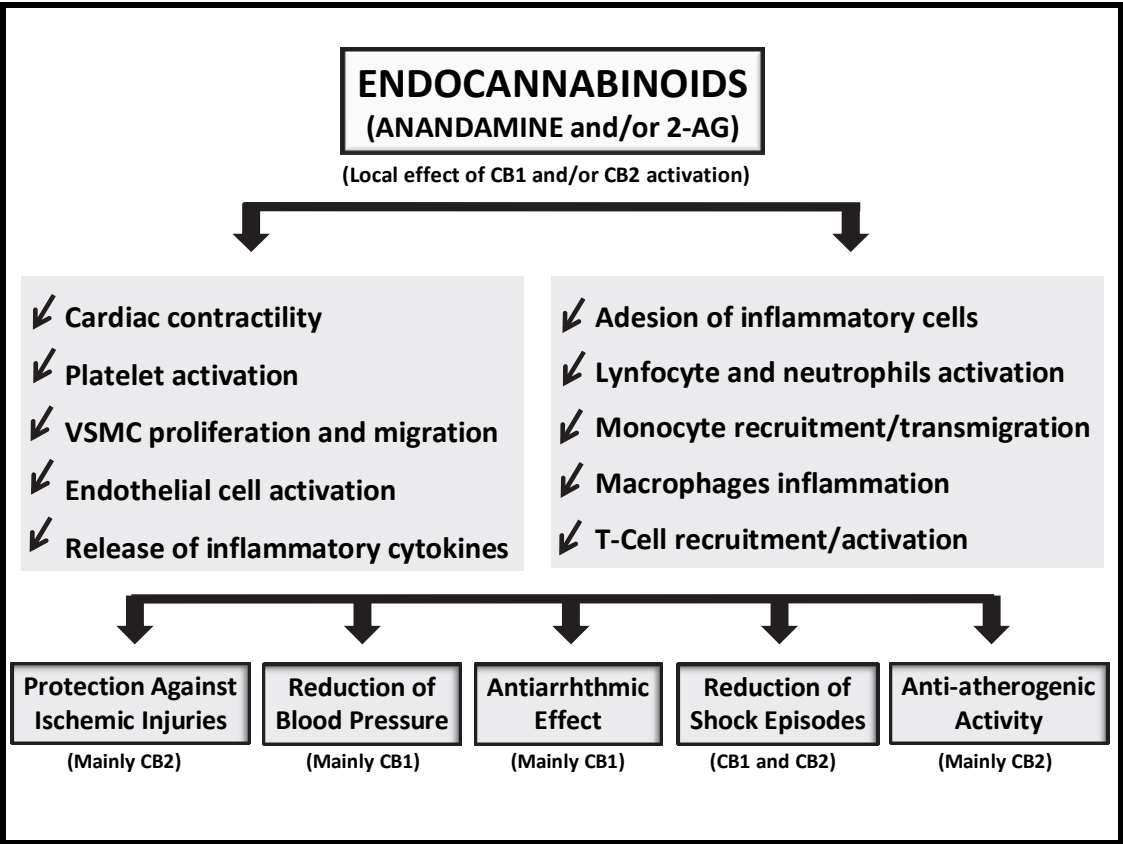 ENDOCANNABINOIDS
(ANANDAMINE and/or 2-AG)
(Local effect of CB1 and/or CB2 activation)
Cardiac contractility
Platelet activation
VSMC proliferation and migration
Endothelial cell activation
Release of inflammatory cytokines
Adesion of inflammatory cells
Lynfocyte and neutrophils activation
Monocyte recruitment/transmigration
Macrophages inflammation
T-Cell recruitment/activation
Protection Against
Ischemic Injuries
(Mainly CB2)
Reduction of
Blood Pressure
(Mainly CB1)
Antiarrhthmic
Effect
(Mainly CB1)
Reduction of
Shock Episodes
(CB1 and CB2)
Anti-atherogenic
Activity
(Mainly CB2)